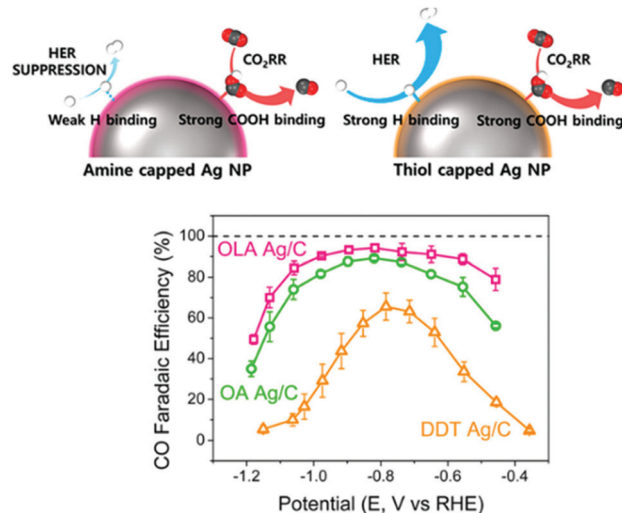 HER
SUPPRESSION
CO₂RR
Weak H binding
Strong COOH binding
Amine capped Ag NP
HER
CO₂RR
Strong H binding
Strong COOH binding
Thiol capped Ag NP
CO Faradaic Efficiency (%)
100
80
60
40
20
0
OLA Ag/C
OA Ag/C
DDT Ag/C
-1.2 -1.0 -0.8 -0.6 -0.4
Potential (E, V vs RHE)